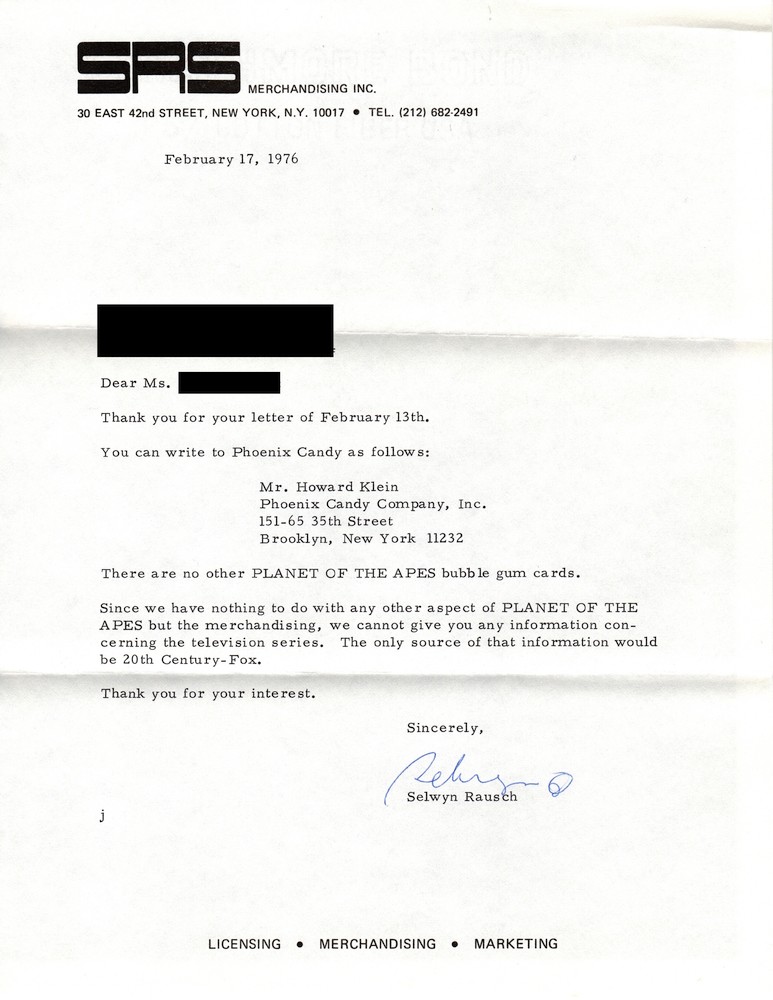 SRS MERCHANDISING INC.
30 EAST 42nd STREET, NEW YORK, N.Y. 10017 ● TEL. (212) 682-2491
February 17, 1976
Dear Ms.
Thank you for your letter of February 13th.
You can write to Phoenix Candy as follows:
Mr. Howard Klein
Phoenix Candy Company, Inc.
151-65 35th Street
Brooklyn, New York 11232
There are no other PLANET OF THE APES bubble gum cards.
Since we have nothing to do with any other aspect of PLANET OF THE
APES but the merchandising, we cannot give you any information con-
cerning the television series. The only source of that information would
be 20th Century-Fox.
Thank you for your interest.
Sincerely,
Selwyn
Selwyn Rausch
j
LICENSING ● MERCHANDISING ● MARKETING